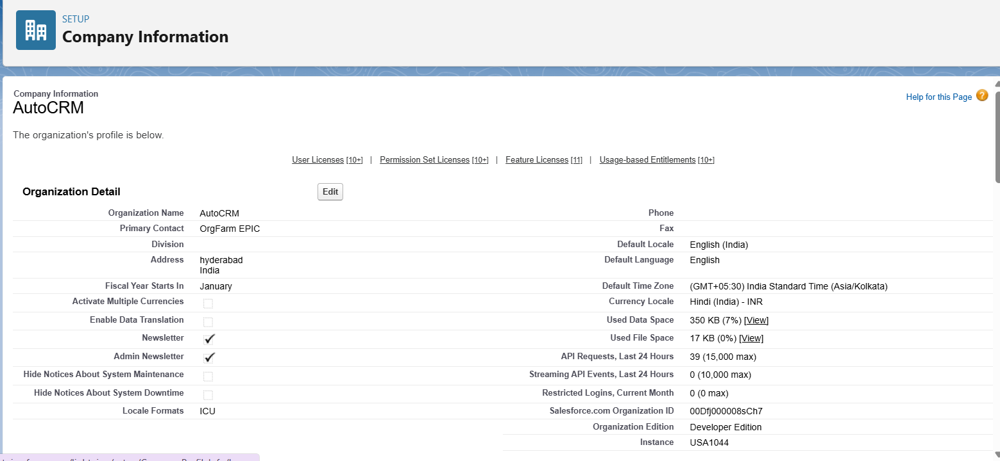 SETUP
Company Information
Company Information
AutoCRM
Help for this Page ?
The organization's profile is below.
User Licenses [10+] | Permission Set Licenses [10+] | Feature Licenses [11] | Usage-based Entitlements [10+]
Organization Detail Edit
Organization Name AutoCRM Phone
Primary Contact OrgFarm EPIC Fax
Division Default Locale English (India)
Address hyderabad Default Language English
India
Fiscal Year Starts In January Default Time Zone (GMT+05:30) India Standard Time (Asia/Kolkata)
Activate Multiple Currencies Currency Locale Hindi (India) - INR
Enable Data Translation Used Data Space 350 KB (7%) [View]
Newsletter Used File Space 17 KB (0%) [View]
Admin Newsletter API Requests, Last 24 Hours 39 (15,000 max)
Hide Notices About System Maintenance Streaming API Events, Last 24 Hours 0 (10,000 max)
Hide Notices About System Downtime Restricted Logins, Current Month 0 (0 max)
Locale Formats ICU Salesforce.com Organization ID 00Dfj000008sCh7
Organization Edition Developer Edition
Instance USA1044